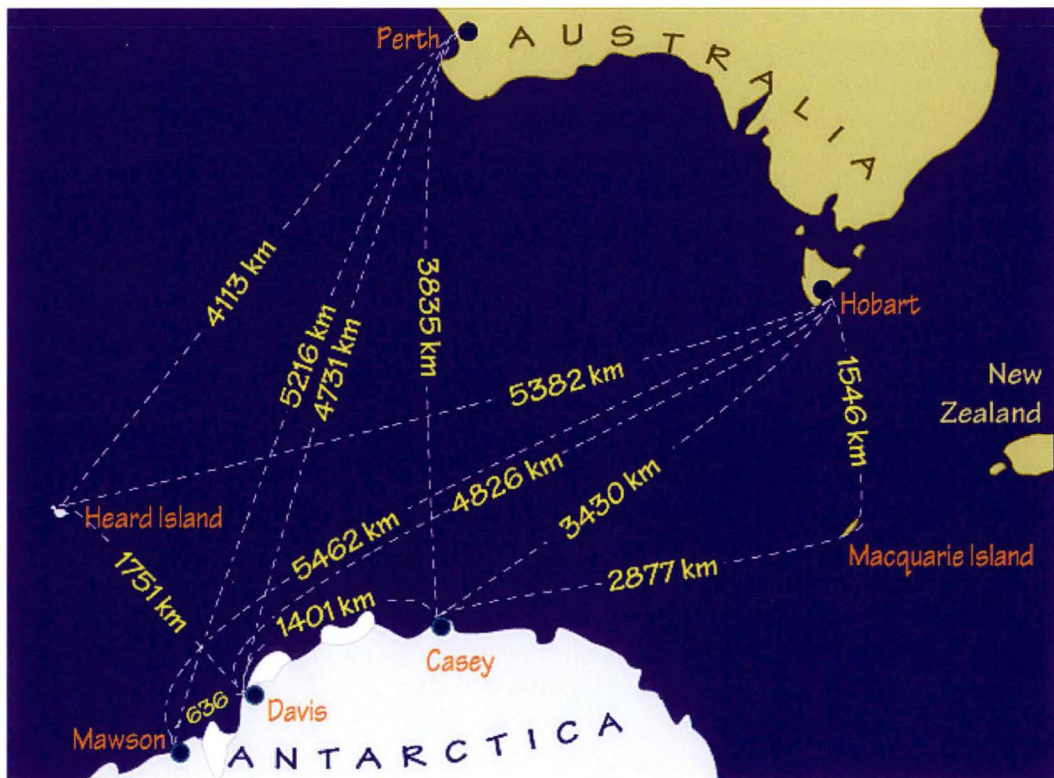 Perth
AUSTRALIA
4113 km
5216 km
4731 km
3835 km
Hobart
5382 km
1546 km
New
Zealand
4826 km
3430 km
Heard Island
5462 km
Macquarie Island
1751 km
2877 km
1401 km
Casey
636
Davis
Mawson
ANTARCTICA